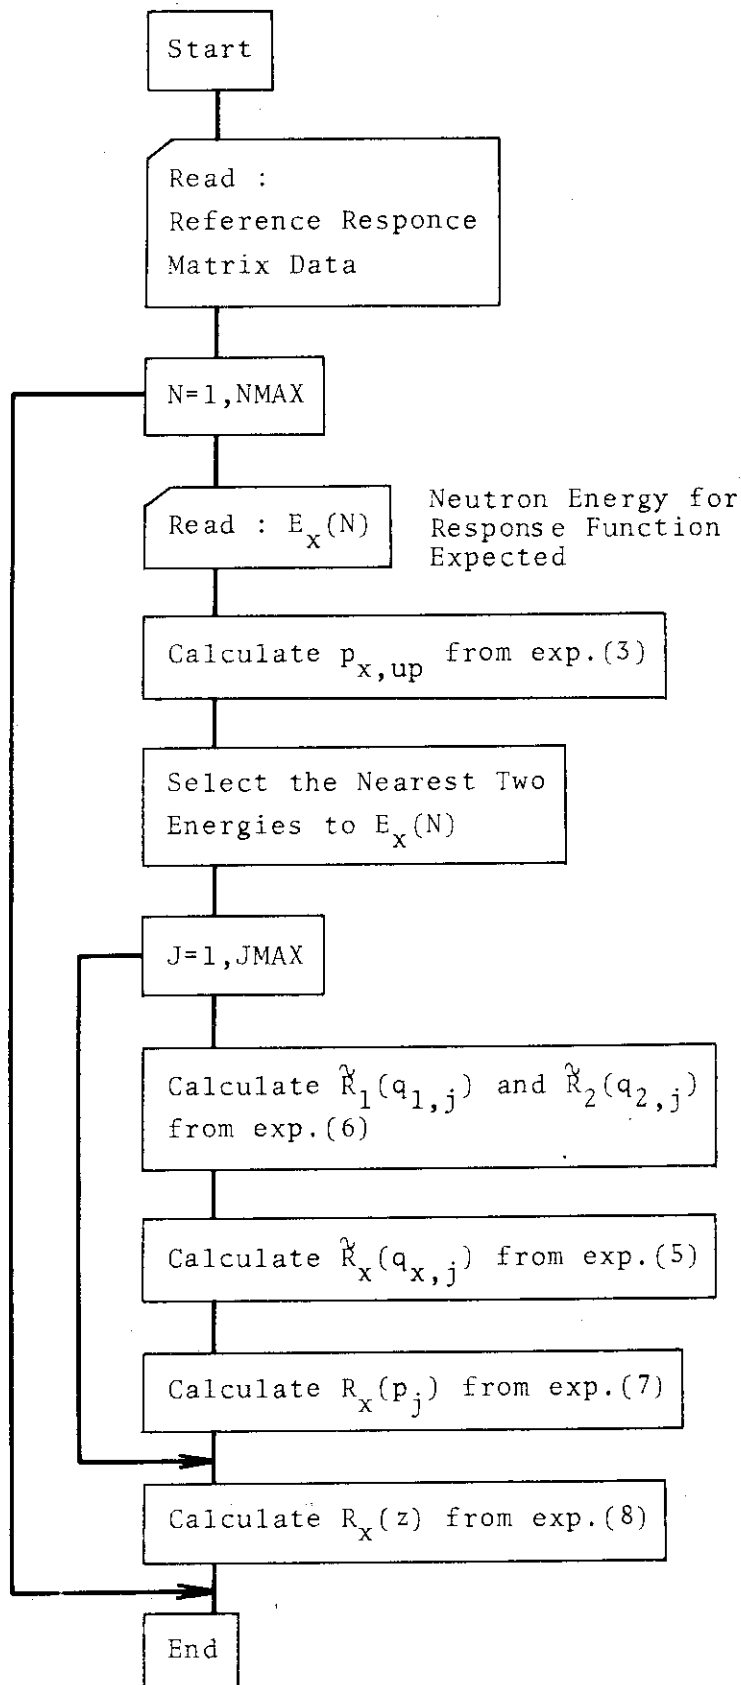 Start
Read :
Reference Responce
Matrix Data
N=1,NMAX
Read : E_x(N)
Neutron Energy for
Response Function
Expected
Calculate p_x,up from exp.(3)
Select the Nearest Two
Energies to E_x(N)
J=1,JMAX
Calculate R̃_1(q_1,j) and R̃_2(q_2,j)
from exp.(6)
Calculate R̃_x(q_x,j) from exp.(5)
Calculate R_x(p_j) from exp.(7)
Calculate R_x(z) from exp.(8)
End